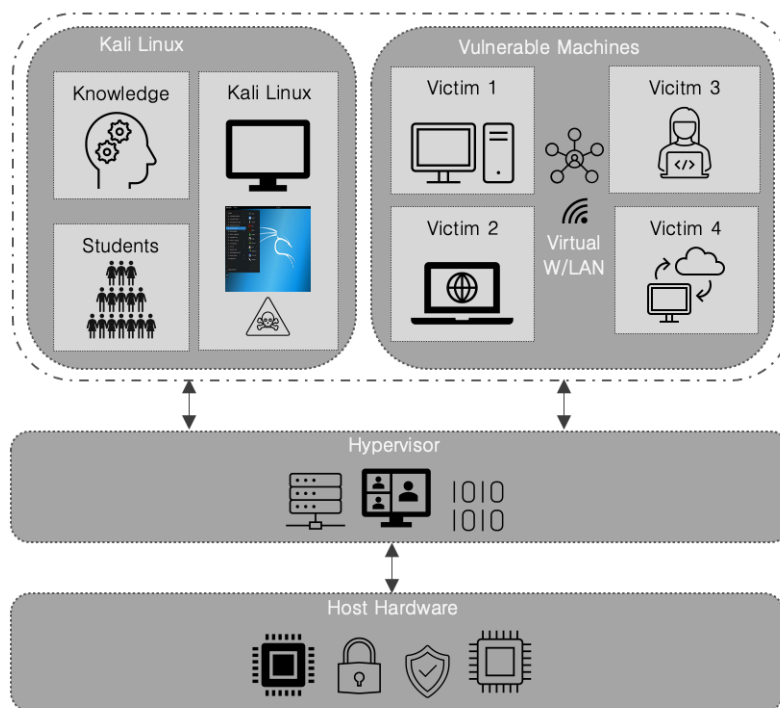 Kali Linux
Knowledge
Kali Linux
Students
Vulnerable Machines
Victim 1
Vicitm 3
Victim 2
Virtual
W/LAN
Victim 4
</>
Hypervisor
1010
1010
Host Hardware